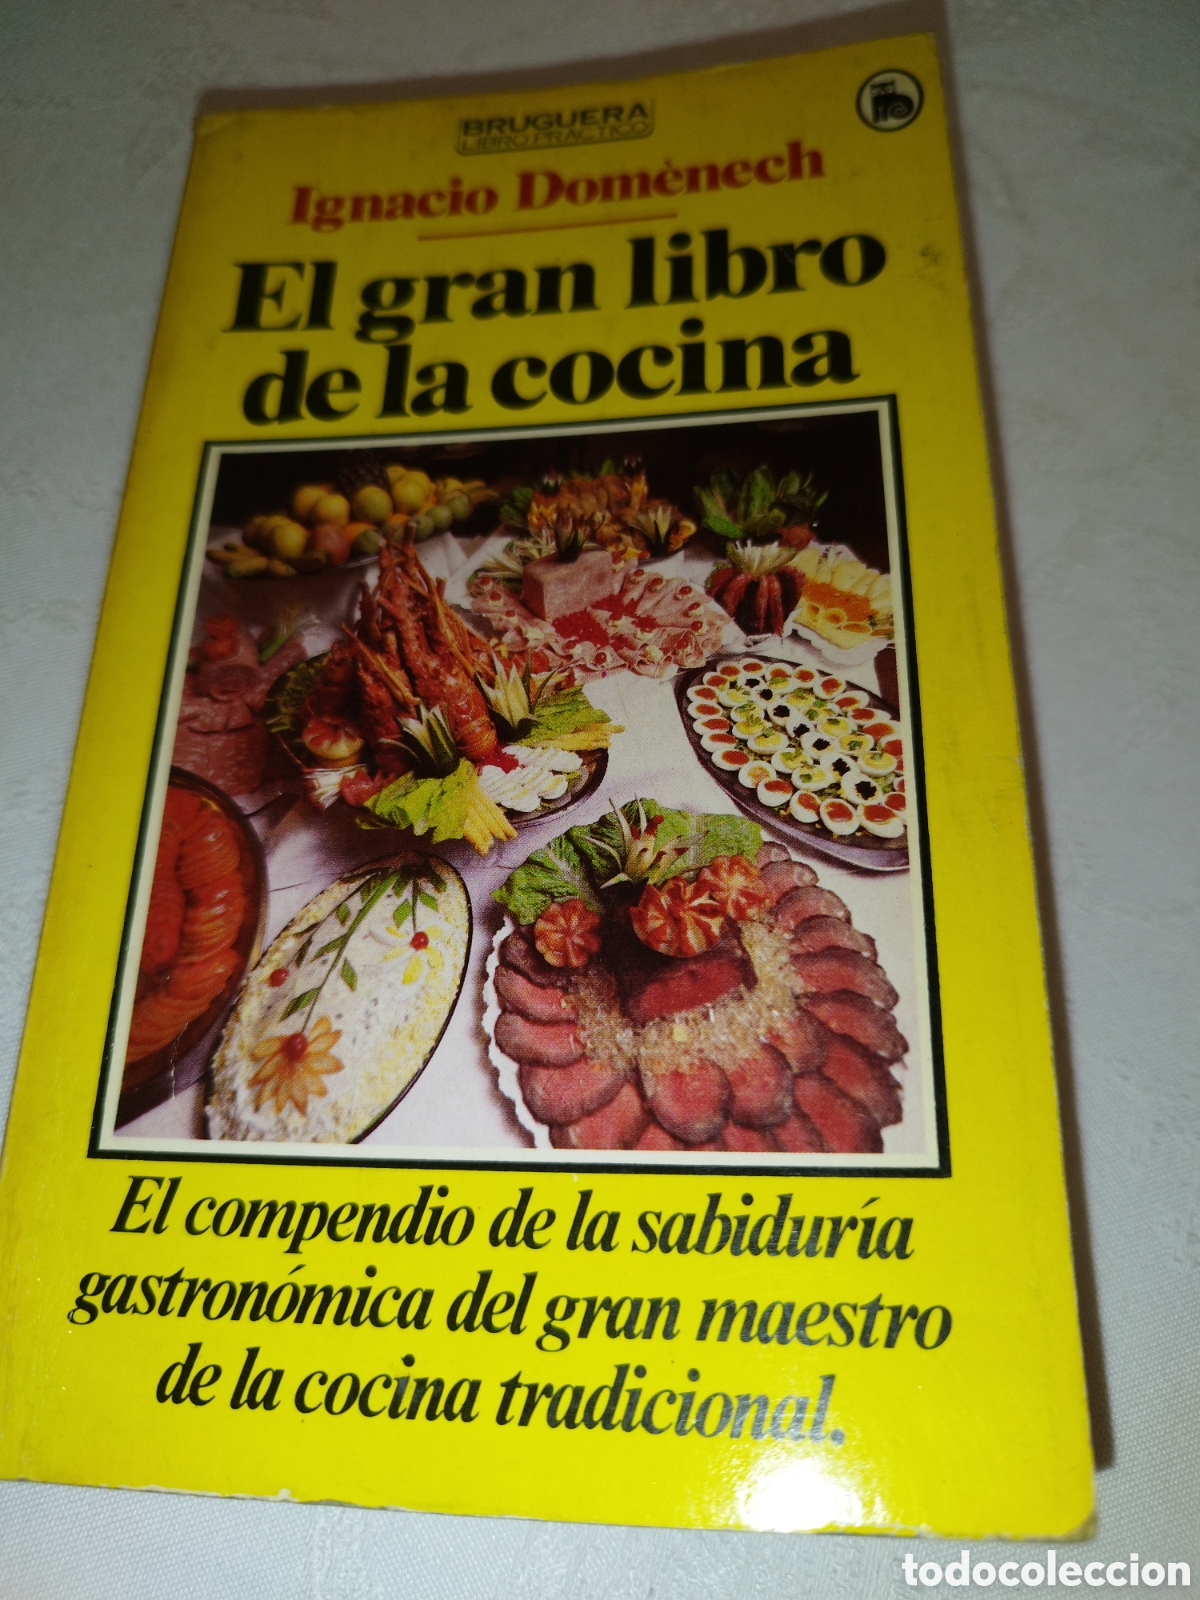 BRUGUERA
LIBRO PRACTICO
Ignacio Domènech
El gran libro
de la cocina
El compendio de la sabiduría
gastronómica del gran maestro
de la cocina tradicional.
todocoleccion